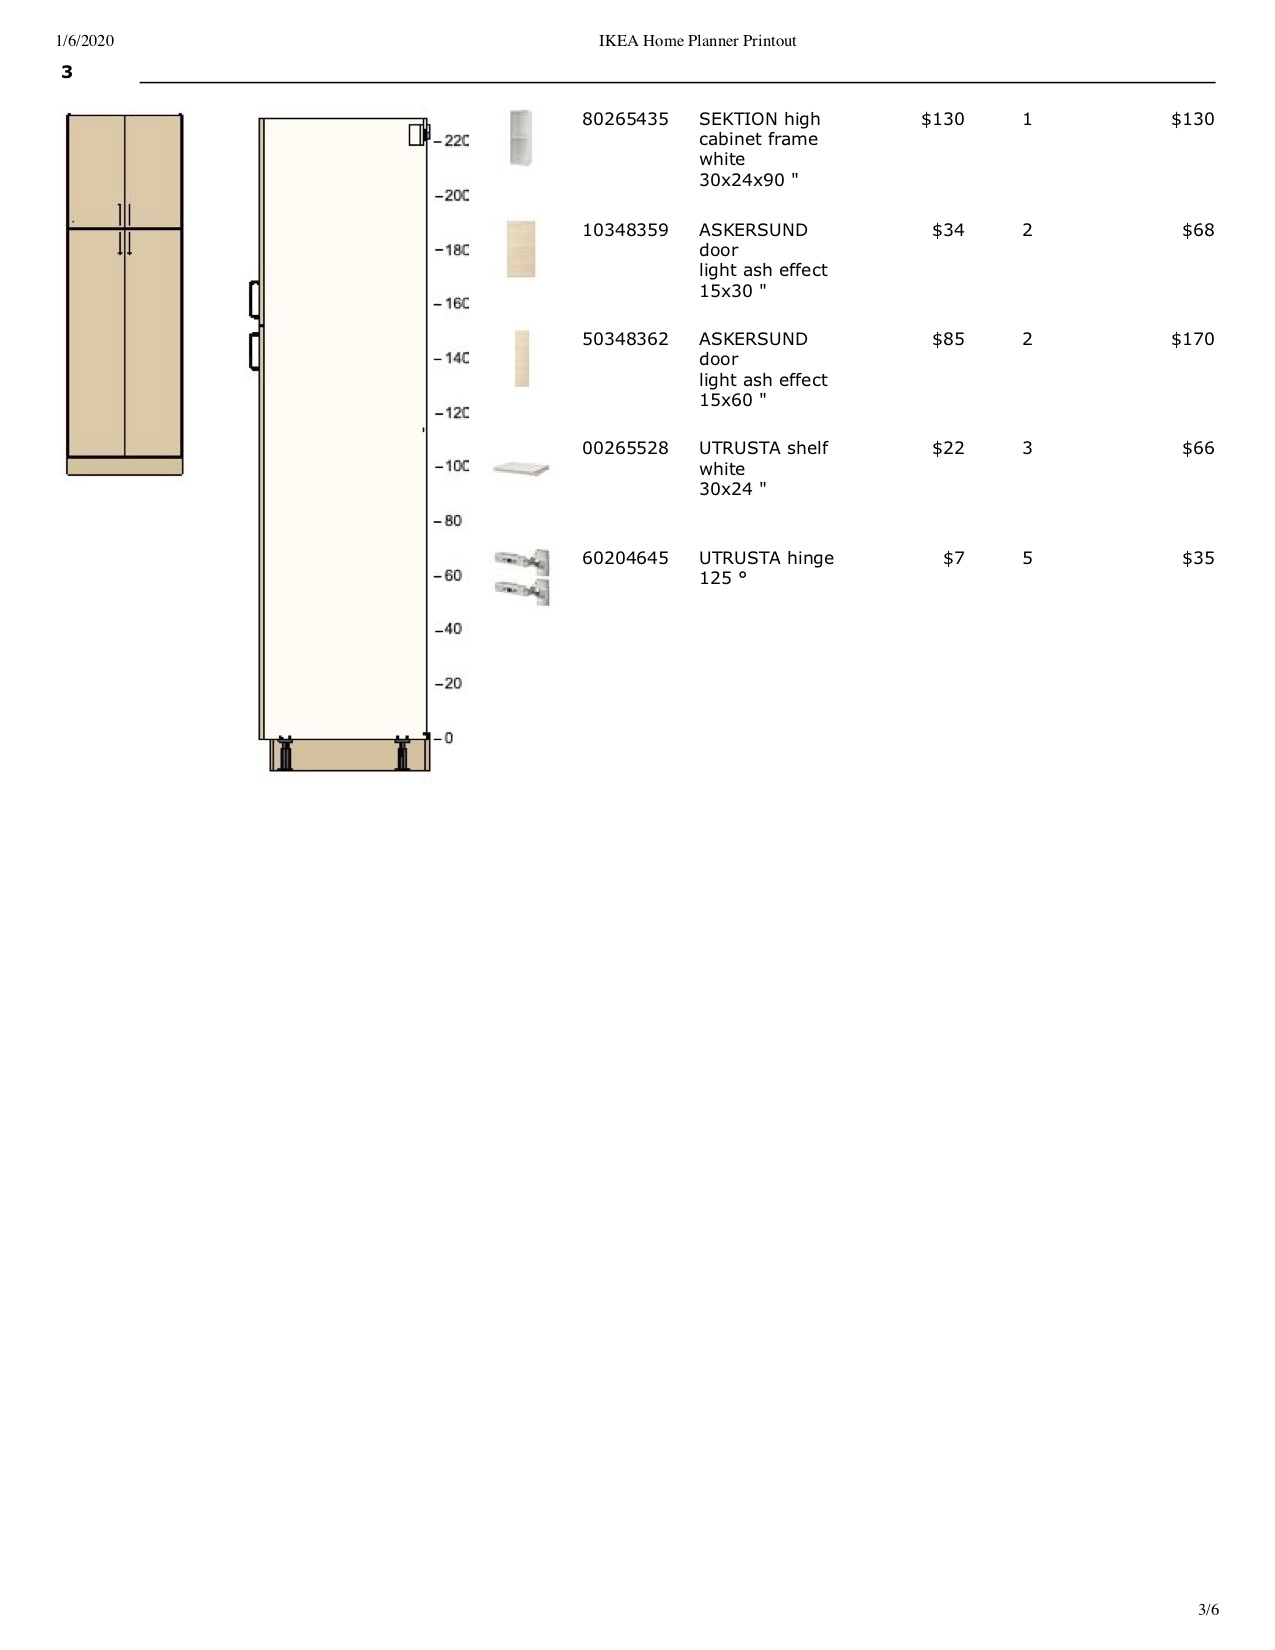 1/6/2020 IKEA Home Planner Printout
3
80265435 SEKTION high $130 1 $130
cabinet frame
white
30x24x90 "
10348359 ASKERSUND $34 2 $68
door
light ash effect
15x30 "
50348362 ASKERSUND $85 2 $170
door
light ash effect
15x60 "
00265528 UTRUSTA shelf $22 3 $66
white
30x24 "
60204645 UTRUSTA hinge $7 5 $35
125 °
220
200
180
160
140
120
100
80
60
40
20
0
3/6